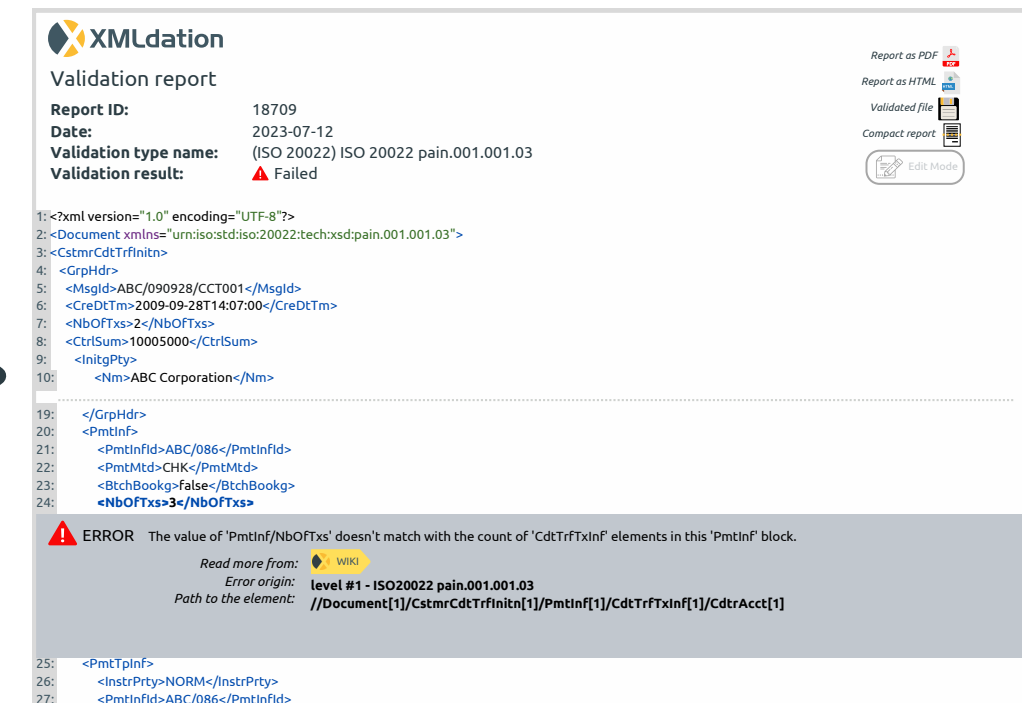 XMLdation
Validation report
Report ID: 18709
Date: 2023-07-12
Validation type name: (ISO 20022) ISO 20022 pain.001.001.03
Validation result: Failed
Report as PDF
PDF
Report as HTML
HTML
Validated file
Compact report
Edit Mode
1: <?xml version="1.0" encoding="UTF-8"?>
2: <Document xmlns="urn:iso:std:iso:20022:tech:xsd:pain.001.001.03">
3: <CstmrCdtTrfInitn>
4: <GrpHdr>
5: <MsgId>ABC/090928/CCT001</MsgId>
6: <CreDtTm>2009-09-28T14:07:00</CreDtTm>
7: <NbOfTxs>2</NbOfTxs>
8: <CtrlSum>10005000</CtrlSum>
9: <InitgPty>
10: <Nm>ABC Corporation</Nm>
19: </GrpHdr>
20: <PmtInf>
21: <PmtInfId>ABC/086</PmtInfId>
22: <PmtMtd>CHK</PmtMtd>
23: <BtchBookg>false</BtchBookg>
24: <NbOfTxs>3</NbOfTxs>
ERROR The value of 'PmtInf/NbOfTxs' doesn't match with the count of 'CdtTrfTxInf' elements in this 'PmtInf' block.
Read more from: WIKI
Error origin: level #1 - ISO20022 pain.001.001.03
Path to the element: //Document[1]/CstmrCdtTrfInitn[1]/PmtInf[1]/CdtTrfTxInf[1]/CdtrAcct[1]
25: <PmtTpInf>
26: <InstrPrty>NORM</InstrPrty>
27: <PmtInfId>ABC/086</PmtInfId>